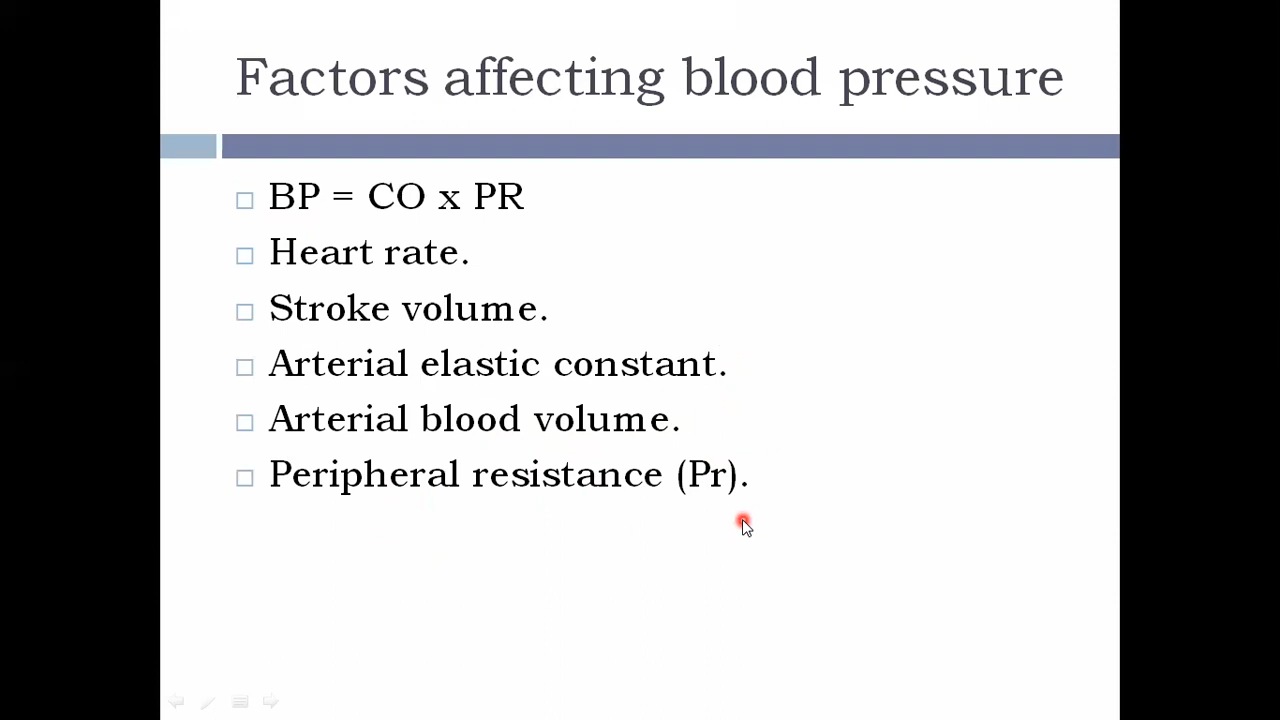 Factors affecting blood pressure
BP = CO x PR
Heart rate.
Stroke volume.
Arterial elastic constant.
Arterial blood volume.
Peripheral resistance (Pr).